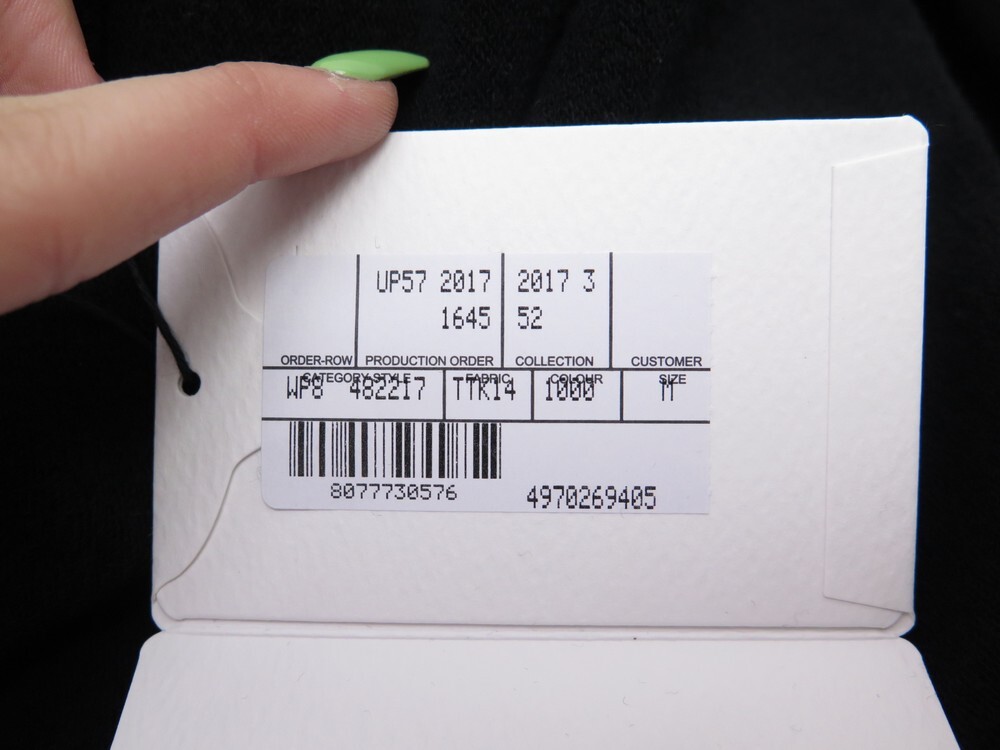 UP57 2017 2017 3
1645 52
ORDER-ROW PRODUCTION ORDER COLLECTION CUSTOMER
CATEGORY-STYLE FABRIC COLOUR SIZE
WP8 482217 TTK14 1000 M
8077730576 4970269405